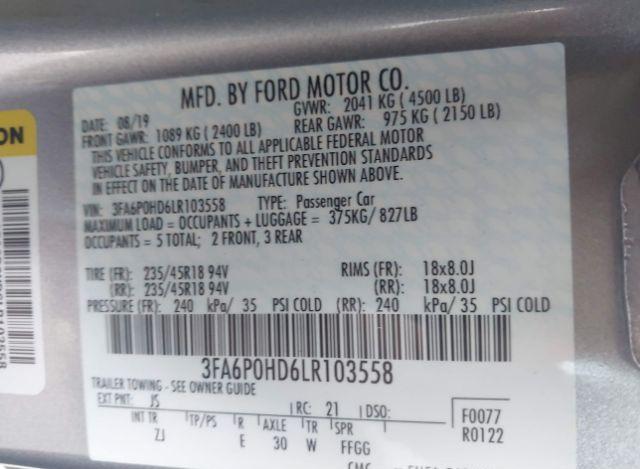 MFD. BY FORD MOTOR CO.
DATE: 08/19 GVWR: 2041 KG ( 4500 LB)
FRONT GAWR: 1089 KG ( 2400 LB) REAR GAWR: 975 KG ( 2150 LB)
THIS VEHICLE CONFORMS TO ALL APPLICABLE FEDERAL MOTOR
VEHICLE SAFETY, BUMPER, AND THEFT PREVENTION STANDARDS
IN EFFECT ON THE DATE OF MANUFACTURE SHOWN ABOVE.
VIN: 3FA6P0HD6LR103558 TYPE: Passenger Car
MAXIMUM LOAD = OCCUPANTS + LUGGAGE = 375KG/ 827LB
OCCUPANTS = 5 TOTAL; 2 FRONT, 3 REAR
TIRE (FR): 235/45R18 94V RIMS (FR): 18x8.0J
(RR): 235/45R18 94V (RR): 18x8.0J
PRESSURE (FR): 240 kPa/ 35 PSI COLD (RR): 240 kPa/ 35 PSI COLD
3FA6P0HD6LR103558
TRAILER TOWING - SEE OWNER GUIDE
EXT PNT: JS RC: 21 DSO: F0077
INT TR TP/PS R AXLE TR SPR R0122
ZJ E 30 W FFGG
ON